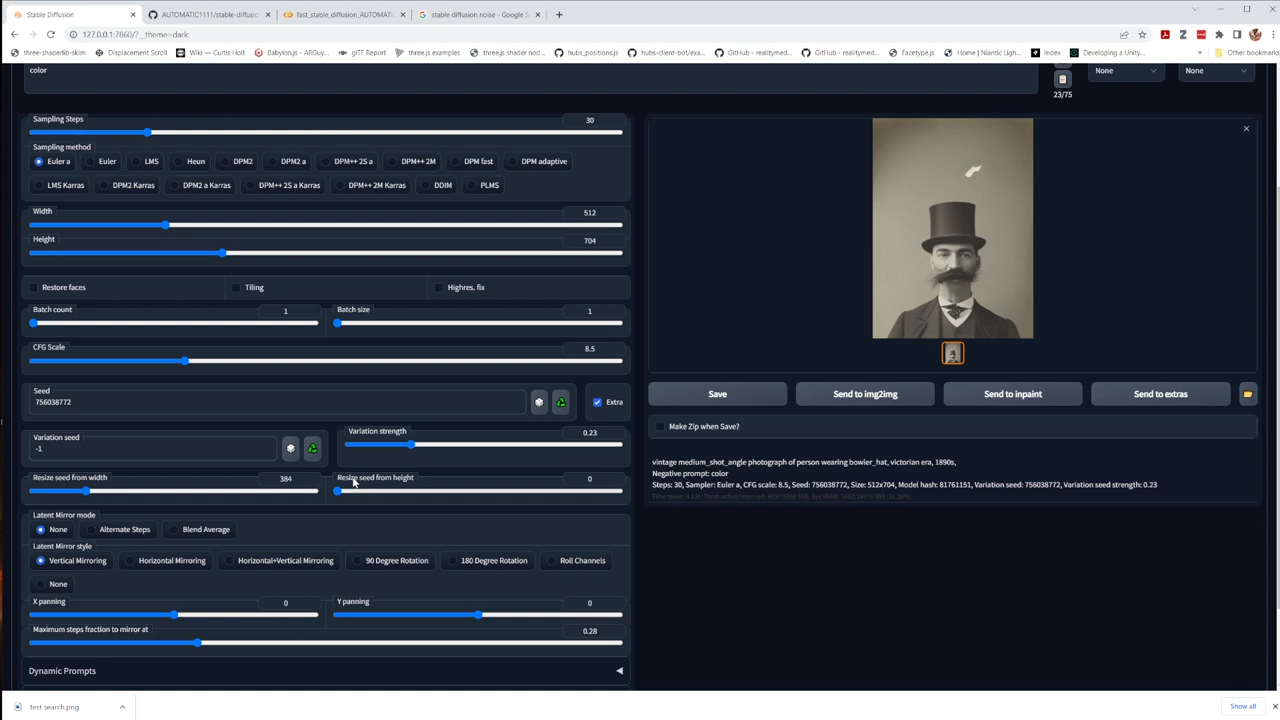 Stable Diffusion
AUTOMATIC1111/stable-diffusio
fast_stable_diffusion_AUTOMATI
stable diffusion noise - Google S
127.0.0.1:7860/?_theme=dark
three-shaderlib-skim
Displacement Scroll
Wiki — Curtis Holt
Babylon.js - ARGuy...
glTF Report
three.js examples
three.js shader nod...
hubs_positions.js
hubs-client-bot/exa...
GitHub - realitymed...
GitHub - realitymed...
Facetype.js
Home | Niantic Ligh...
Index
Developing a Unity...
Other bookmarks
color
None
None
23/75
Sampling Steps
30
Sampling method
Euler a
Euler
LMS
Heun
DPM2
DPM2 a
DPM++ 2S a
DPM++ 2M
DPM fast
DPM adaptive
LMS Karras
DPM2 Karras
DPM2 a Karras
DPM++ 2S a Karras
DPM++ 2M Karras
DDIM
PLMS
Width
512
Height
704
Restore faces
Tiling
Highres. fix
Batch count
1
Batch size
1
CFG Scale
8.5
Seed
756038772
Extra
Variation seed
-1
Variation strength
0.23
Resize seed from width
384
Resize seed from height
0
Latent Mirror mode
None
Alternate Steps
Blend Average
Latent Mirror style
Vertical Mirroring
Horizontal Mirroring
Horizontal+Vertical Mirroring
90 Degree Rotation
180 Degree Rotation
Roll Channels
None
X panning
0
Y panning
0
Maximum steps fraction to mirror at
0.28
Dynamic Prompts
Save
Send to img2img
Send to inpaint
Send to extras
Make Zip when Save?
vintage medium_shot_angle photograph of person wearing bowler_hat, victorian era, 1890s,
Negative prompt: color
Steps: 30, Sampler: Euler a, CFG scale: 8.5, Seed: 756038772, Size: 512x704, Model hash: 81761151, Variation seed: 756038772, Variation seed strength: 0.23
test search.png
Show all